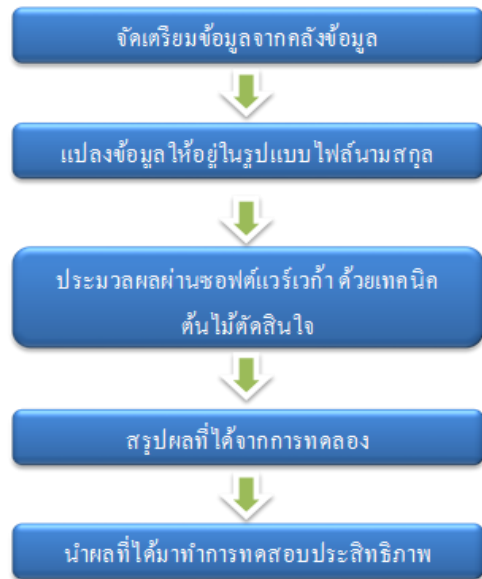 จัดเตรียมข้อมูลจากคลังข้อมูล
แปลงข้อมูลให้อยู่ในรูปแบบไฟล์นามสกุล
ประมวลผลผ่านซอฟต์แวร์เวก้า ด้วยเทคนิค
ต้นไม้ตัดสินใจ
สรุปผลที่ได้จากการทดลอง
นำผลที่ได้มาทำการทดสอบประสิทธิภาพ